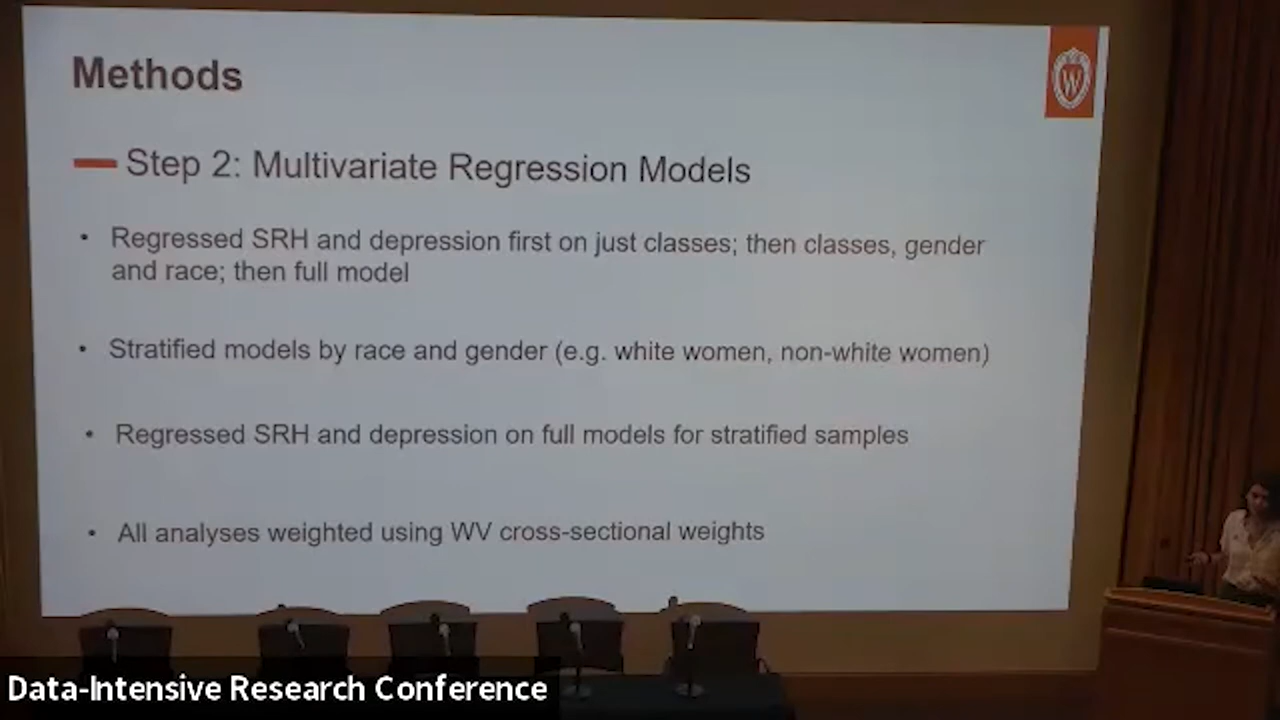 Methods
W
Step 2: Multivariate Regression Models
• Regressed SRH and depression first on just classes; then classes, gender
and race; then full model
• Stratified models by race and gender (e.g. white women, non-white women)
• Regressed SRH and depression on full models for stratified samples
• All analyses weighted using WV cross-sectional weights
Data-Intensive Research Conference